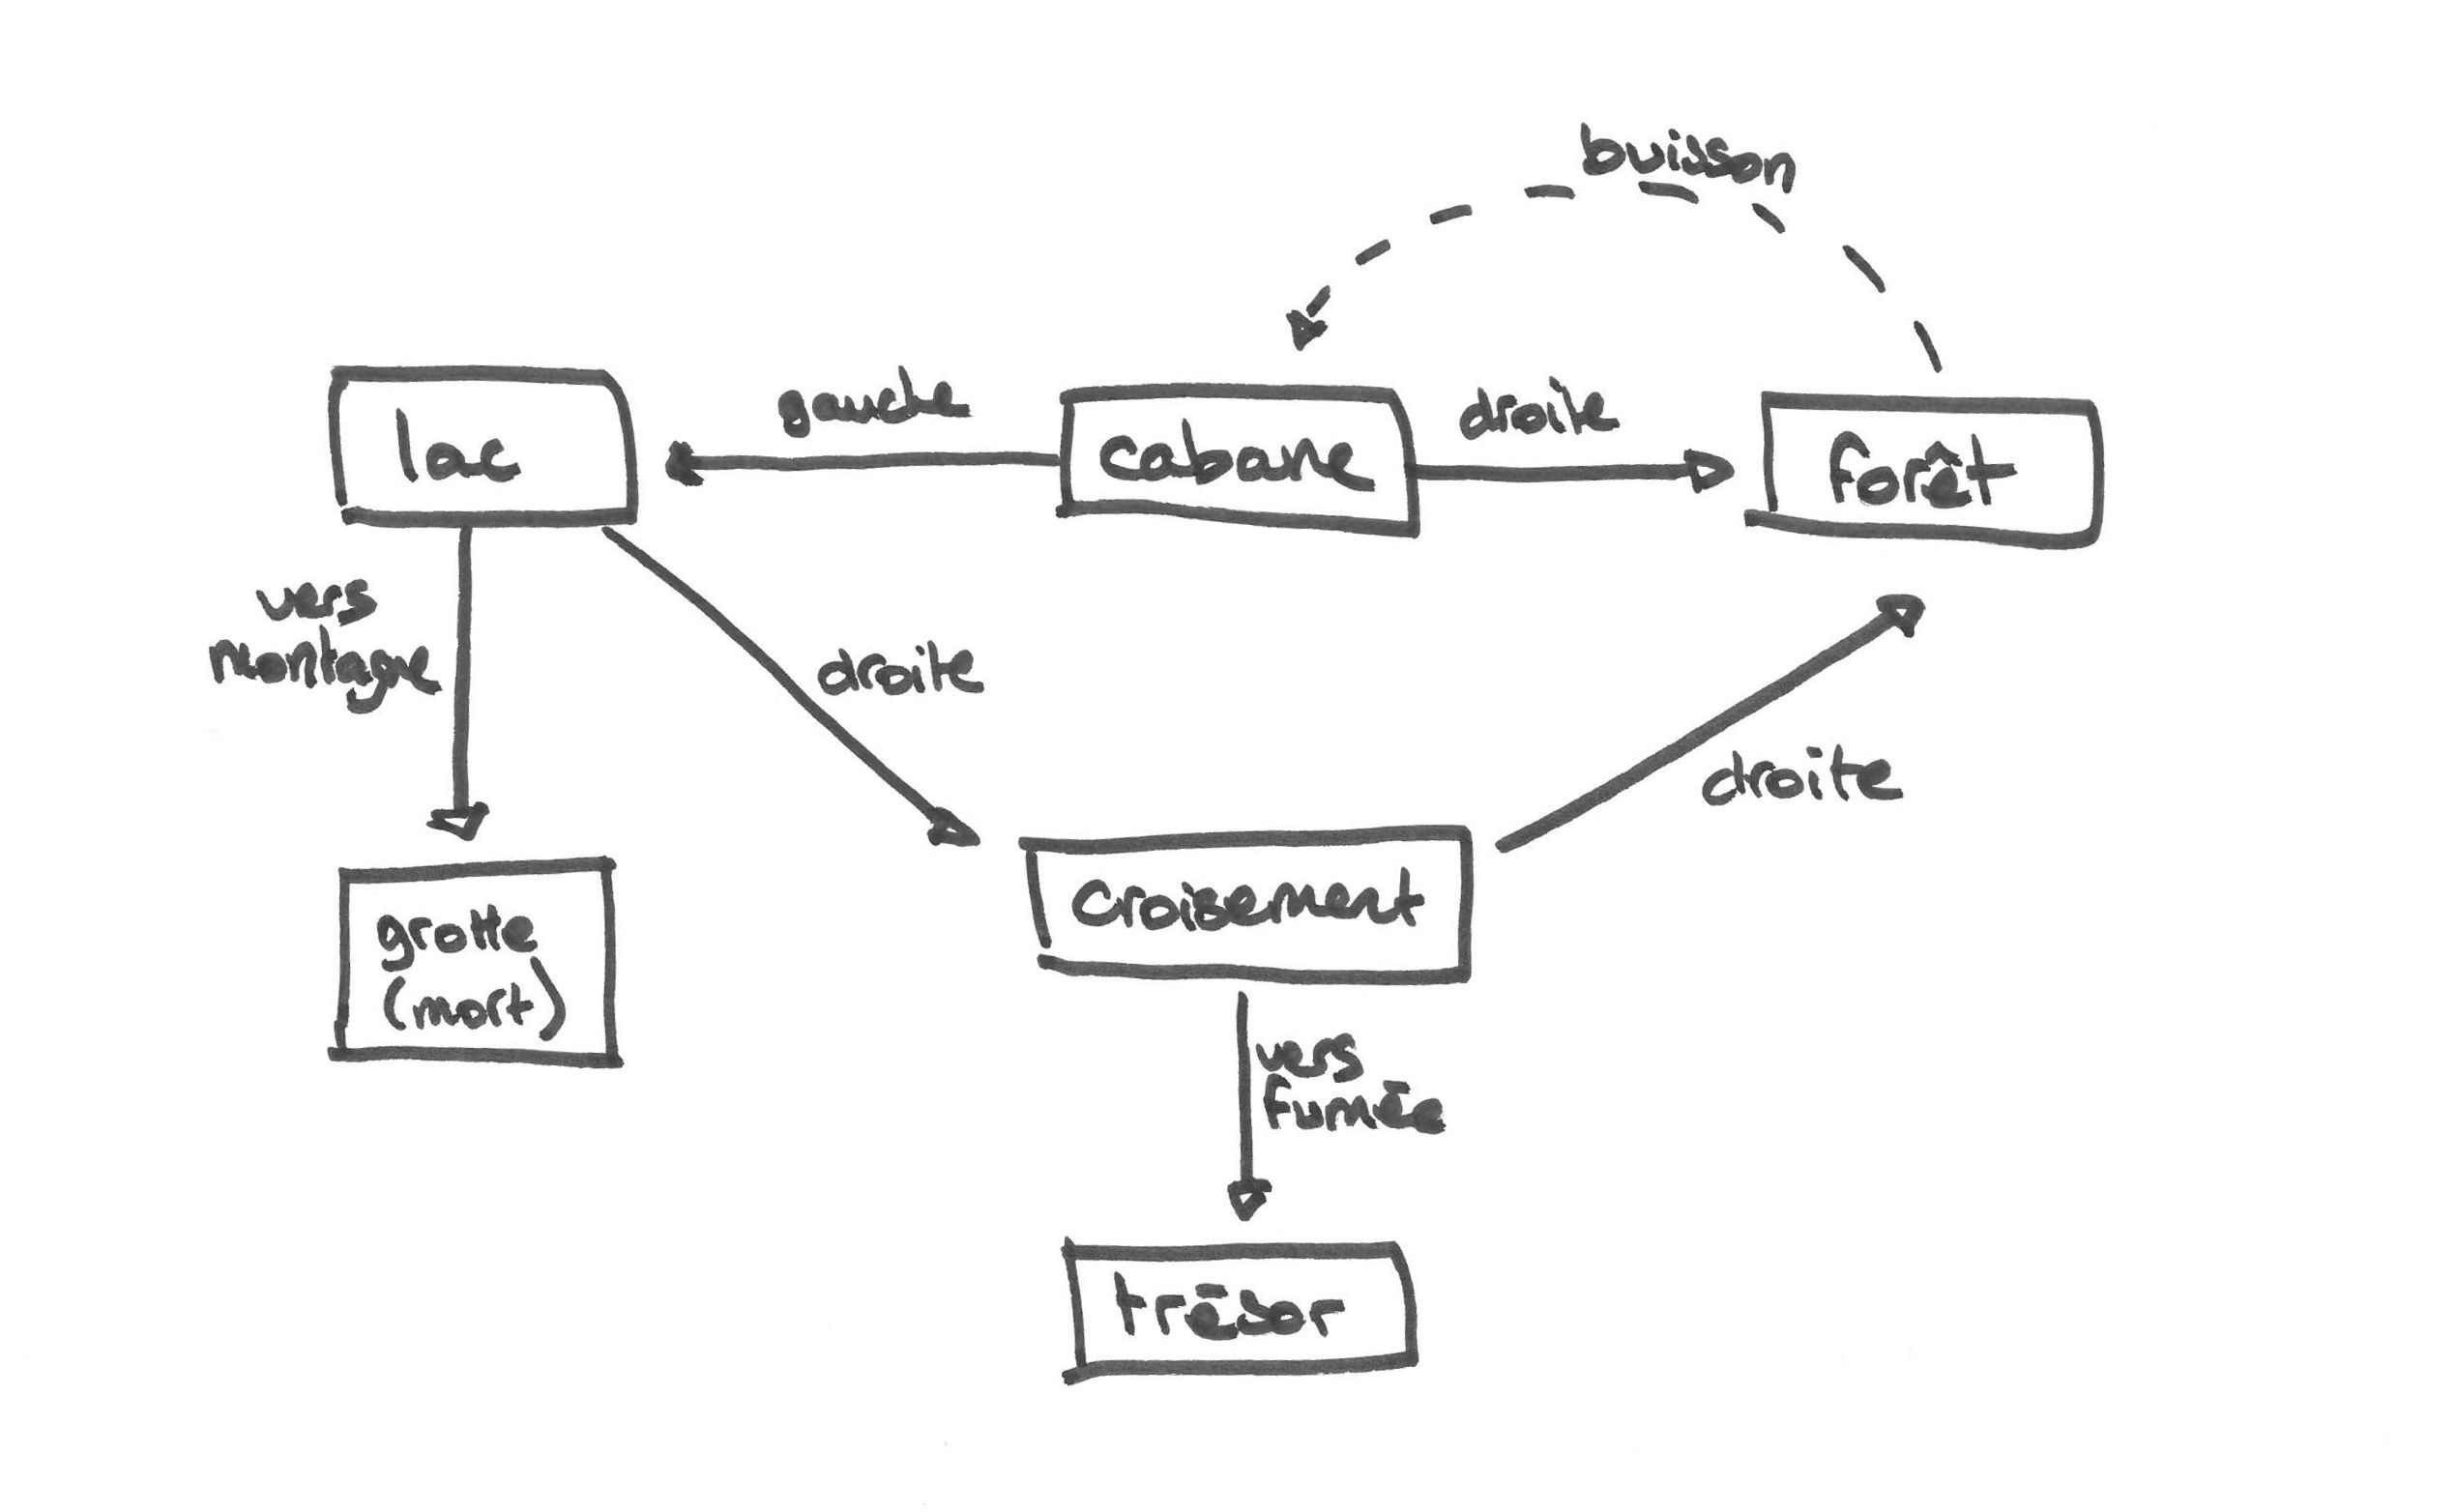 buisson
lac
gauche
cabane
droite
forêt
vers
montagne
droite
droite
grotte
(mort)
croisement
vers
fumée
trésor